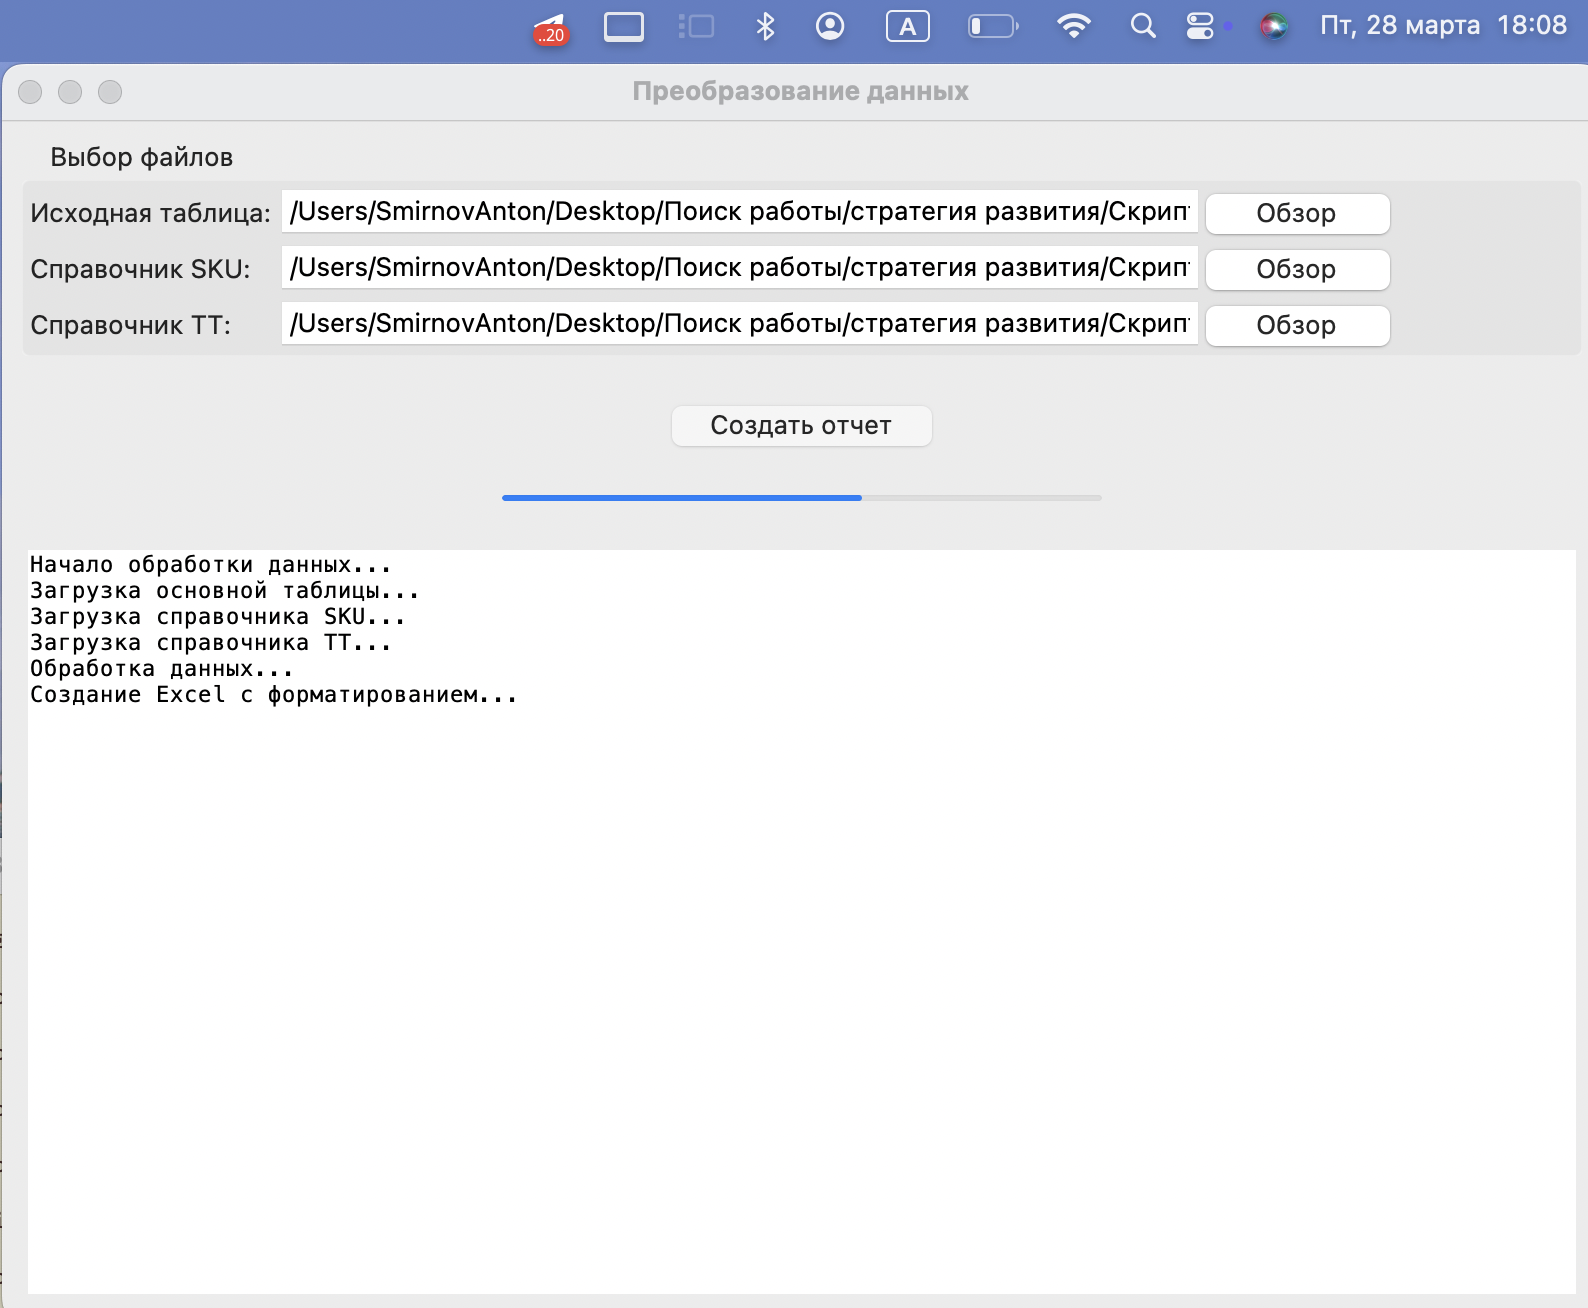 ..20 A Пт, 28 марта 18:08
Преобразование данных
Выбор файлов
Исходная таблица: /Users/SmirnovAnton/Desktop/Поиск работы/стратегия развития/Скрип Обзор
Справочник SKU: /Users/SmirnovAnton/Desktop/Поиск работы/стратегия развития/Скрип Обзор
Справочник ТТ: /Users/SmirnovAnton/Desktop/Поиск работы/стратегия развития/Скрип Обзор
Создать отчет
Начало обработки данных...
Загрузка основной таблицы...
Загрузка справочника SKU...
Загрузка справочника ТТ...
Обработка данных...
Создание Excel с форматированием...